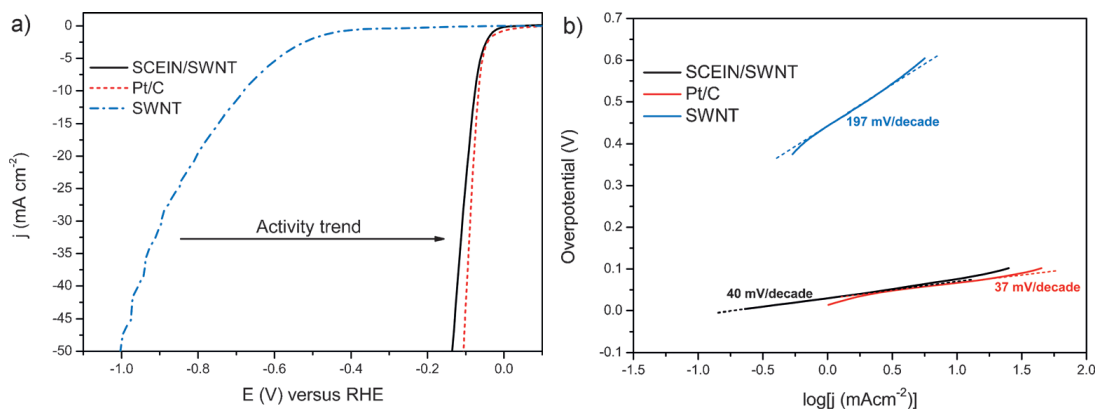 a)
0
-5
-10
-15
-20
-25
-30
-35
-40
-45
-50
j (mA cm⁻²)
SCEIN/SWNT
Pt/C
SWNT
Activity trend
-1.0
-0.8
-0.6
-0.4
-0.2
0.0
E (V) versus RHE
b)
0.7
0.6
0.5
0.4
0.3
0.2
0.1
0.0
-0.1
Overpotential (V)
SCEIN/SWNT
Pt/C
SWNT
197 mV/decade
40 mV/decade
37 mV/decade
-1.5
-1.0
-0.5
0.0
0.5
1.0
1.5
2.0
log[j (mAcm⁻²)]